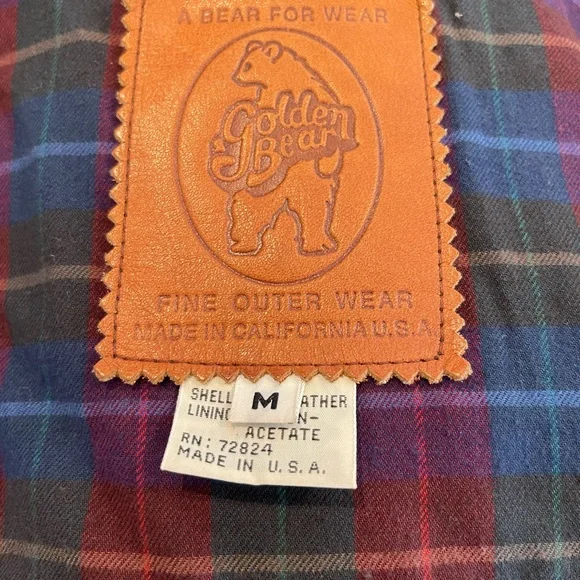 A BEAR FOR WEAR
Golden
Bear
FINE OUTER WEAR
MADE IN CALIFORNIA U.S.A.
M
SHELL ATHER
LINING N-
ACETATE
RN: 72824
MADE IN U.S.A.